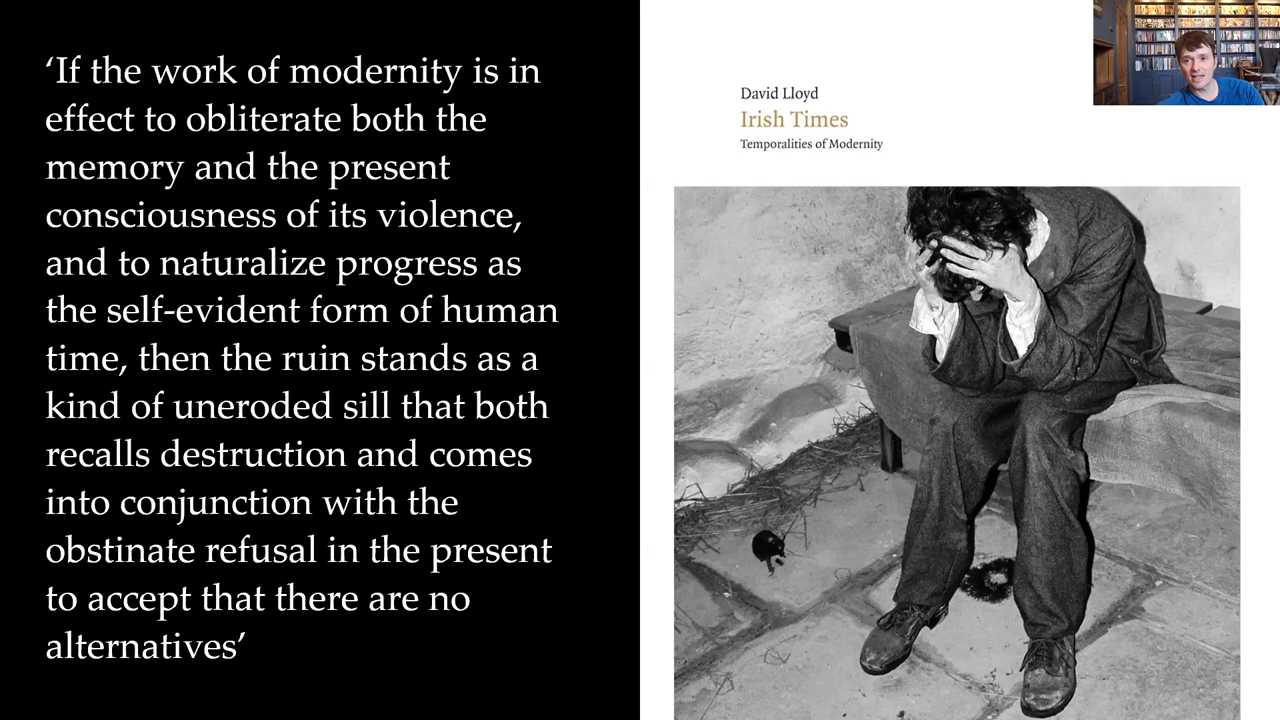 ‘If the work of modernity is in
effect to obliterate both the
memory and the present
consciousness of its violence,
and to naturalize progress as
the self-evident form of human
time, then the ruin stands as a
kind of uneroded sill that both
recalls destruction and comes
into conjunction with the
obstinate refusal in the present
to accept that there are no
alternatives’
David Lloyd
Irish Times
Temporalities of Modernity